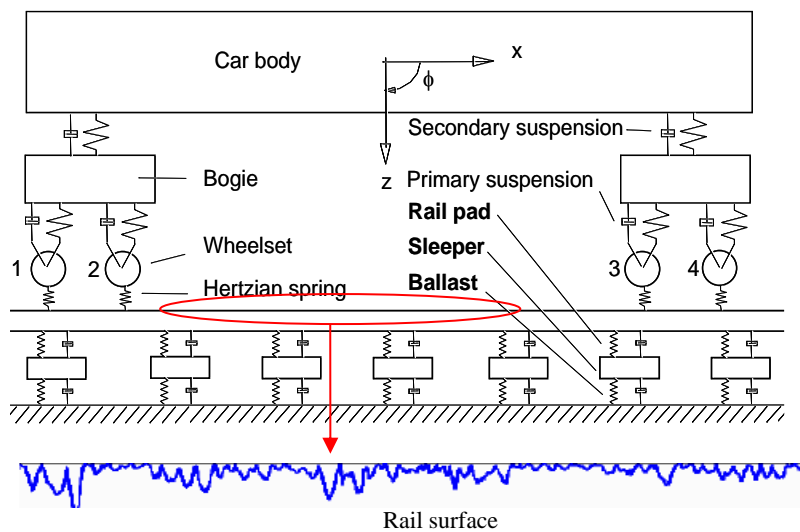 Car body
x
ϕ
z
Secondary suspension
Bogie
Primary suspension
Rail pad
Wheelset
Sleeper
1
2
3
4
Hertzian spring
Ballast
Rail surface